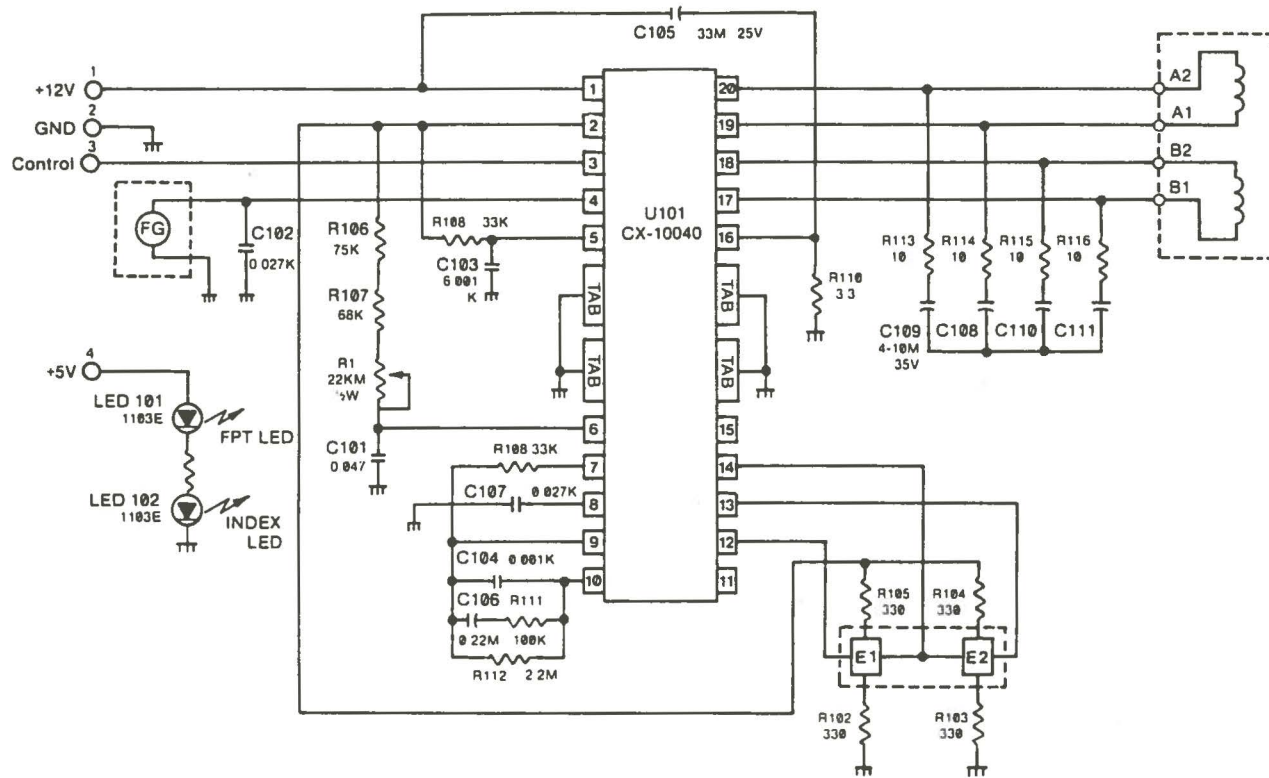 C105 33M 25V
1
+12V
2
GND
3
Control
FG
C102
0 027K
R106
75K
R107
68K
R1
22KM
½W
C101
0 047
R108 33K
C103
6 001
K
U101
CX-10040
1
2
3
4
5
TAB
TAB
6
7
8
9
10
20
19
18
17
16
TAB
TAB
15
14
13
12
11
R110
3 3
A2
A1
B2
B1
R113
10
R114
10
R115
10
R116
10
C109
4-10M
35V
C108
C110
C111
4
+5V
LED 101
1103E
FPT LED
LED 102
1103E
INDEX
LED
R108 33K
C107 0 027K
C104 0 001K
C106 R111
0 22M 100K
R112 2 2M
R105
330
R104
330
E1
E2
R102
330
R103
330